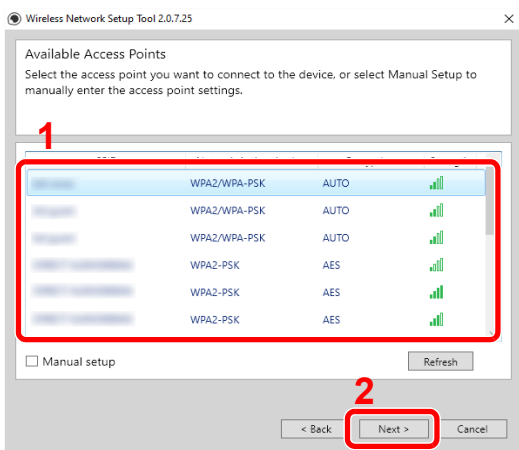 Wireless Network Setup Tool 2.0.7.25
Available Access Points
Select the access point you want to connect to the device, or select Manual Setup to
manually enter the access point settings.
1
WPA2/WPA-PSK AUTO
WPA2/WPA-PSK AUTO
WPA2/WPA-PSK AUTO
WPA2-PSK AES
WPA2-PSK AES
WPA2-PSK AES
Manual setup Refresh
2
< Back Next > Cancel